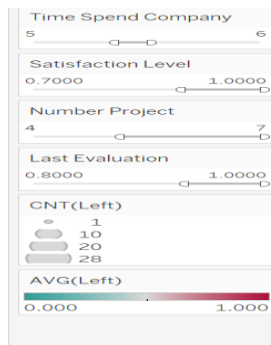 Time Spend Company
5 6
Satisfaction Level
0.7000 1.0000
Number Project
4 7
Last Evaluation
0.8000 1.0000
CNT(Left)
1
10
20
28
AVG(Left)
0.000 1.000